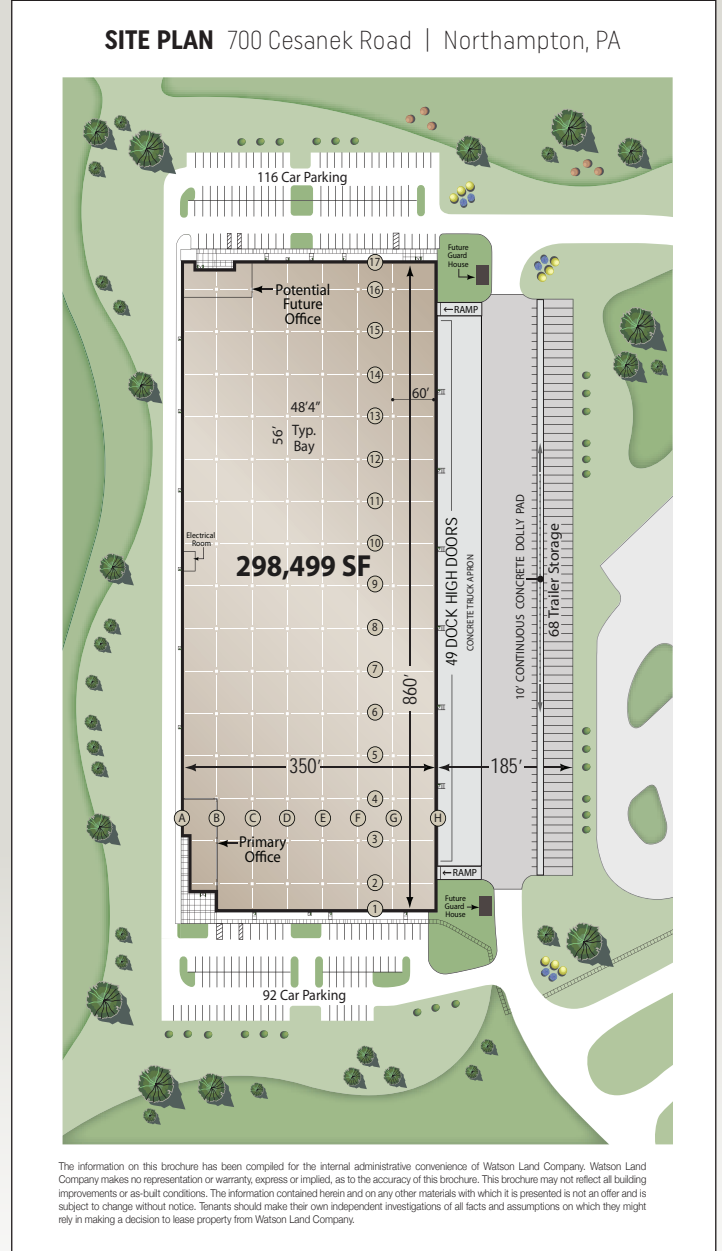 SITE PLAN 700 Cesanek Road | Northampton, PA
116 Car Parking
Future
Guard
House
17
Potential
Future
Office
16
RAMP
15
14
60'
48'4"
13
56'
Typ.
Bay
12
11
Electrical
Room
10
298,499 SF
9
8
7
6
5
49 DOCK HIGH DOORS
CONCRETE TRUCK APRON
10' CONTINUOUS CONCRETE DOLLY PAD
68 Trailer Storage
860'
350'
185'
4
A
B
C
D
E
F
G
H
3
Primary
Office
2
RAMP
1
Future
Guard
House
92 Car Parking
The information on this brochure has been compiled for the internal administrative convenience of Watson Land Company. Watson Land
Company makes no representation or warranty, express or implied, as to the accuracy of this brochure. This brochure may not reflect all building
improvements or as-built conditions. The information contained herein and on any other materials with which it is presented is not an offer and is
subject to change without notice. Tenants should make their own independent investigations of all facts and assumptions on which they might
rely in making a decision to lease property from Watson Land Company.